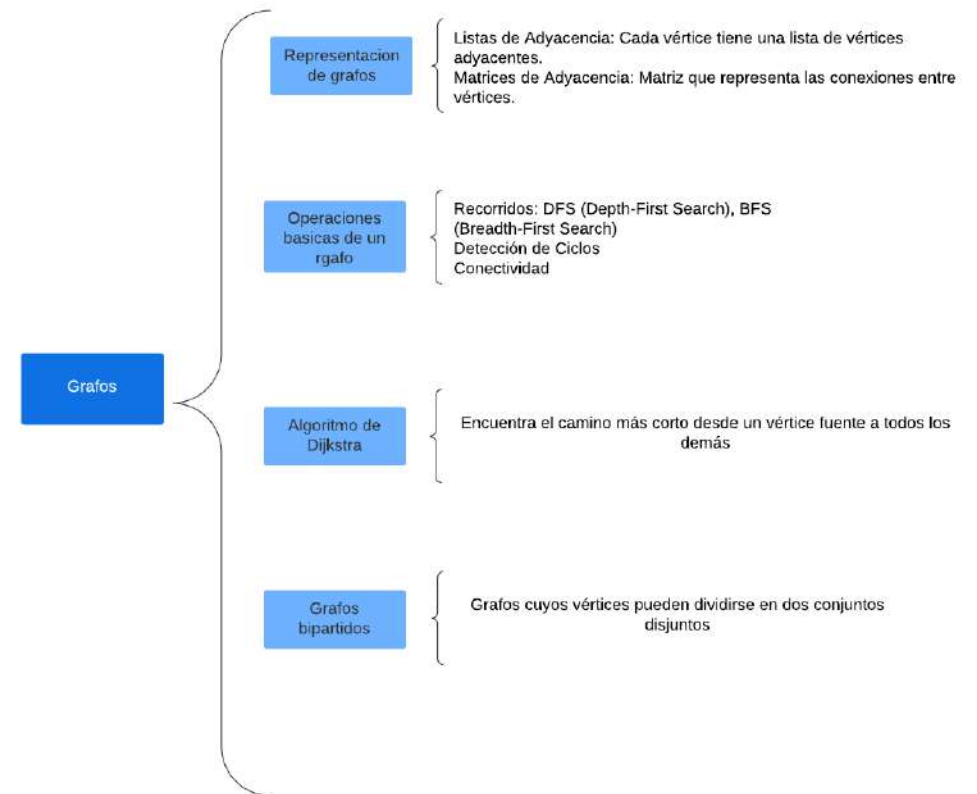 Representacion
de grafos
Listas de Adyacencia: Cada vértice tiene una lista de vértices
adyacentes.
Matrices de Adyacencia: Matriz que representa las conexiones entre
vértices.
Operaciones
basicas de un
rgafo
Recorridos: DFS (Depth-First Search), BFS
(Breadth-First Search)
Detección de Ciclos
Conectividad
Grafos
Algoritmo de
Dijkstra
Encuentra el camino más corto desde un vértice fuente a todos los
demás
Grafos
bipartidos
Grafos cuyos vértices pueden dividirse en dos conjuntos
disjuntos